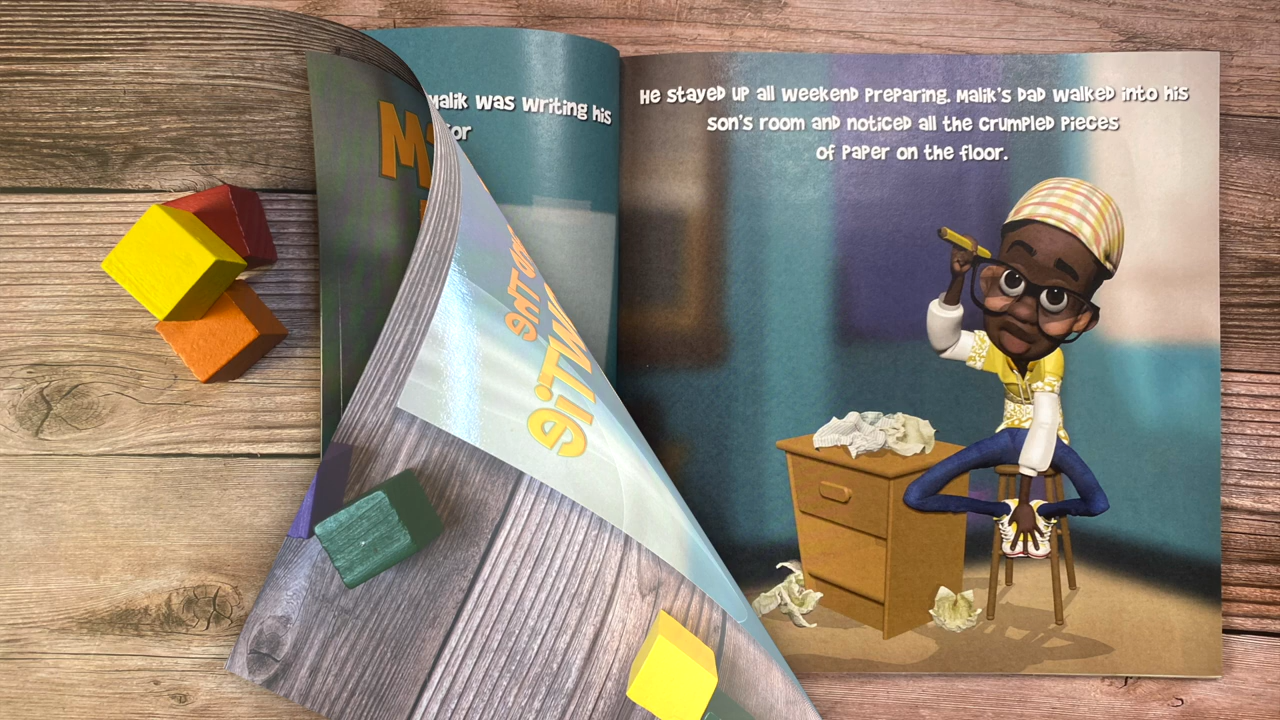 Malik was writing his
He stayed up all weekend preparing. Malik's dad walked into his
son's room and noticed all the crumpled pieces
of paper on the floor.